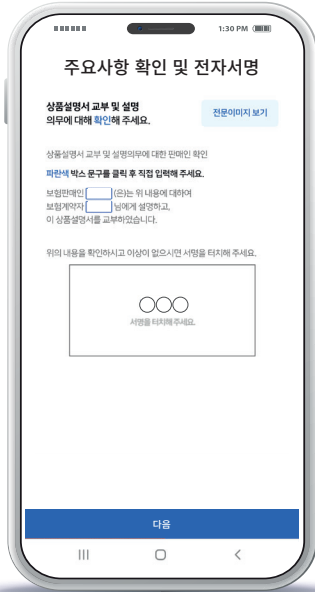 1:30 PM
주요사항 확인 및 전자서명
상품설명서 교부 및 설명
의무에 대해 확인해 주세요.
전문이미지 보기
상품설명서 교부 및 설명의무에 대한 판매인 확인
파란색 박스 문구를 클릭 후 직접 입력해 주세요.
보험판매인 (은)는 위 내용에 대하여
보험계약자 님에게 설명하고,
이 상품설명서를 교부하였습니다.
위의 내용을 확인하시고 이상이 없으시면 서명을 터치해 주세요.
○○○
서명을 터치해주세요.
다음